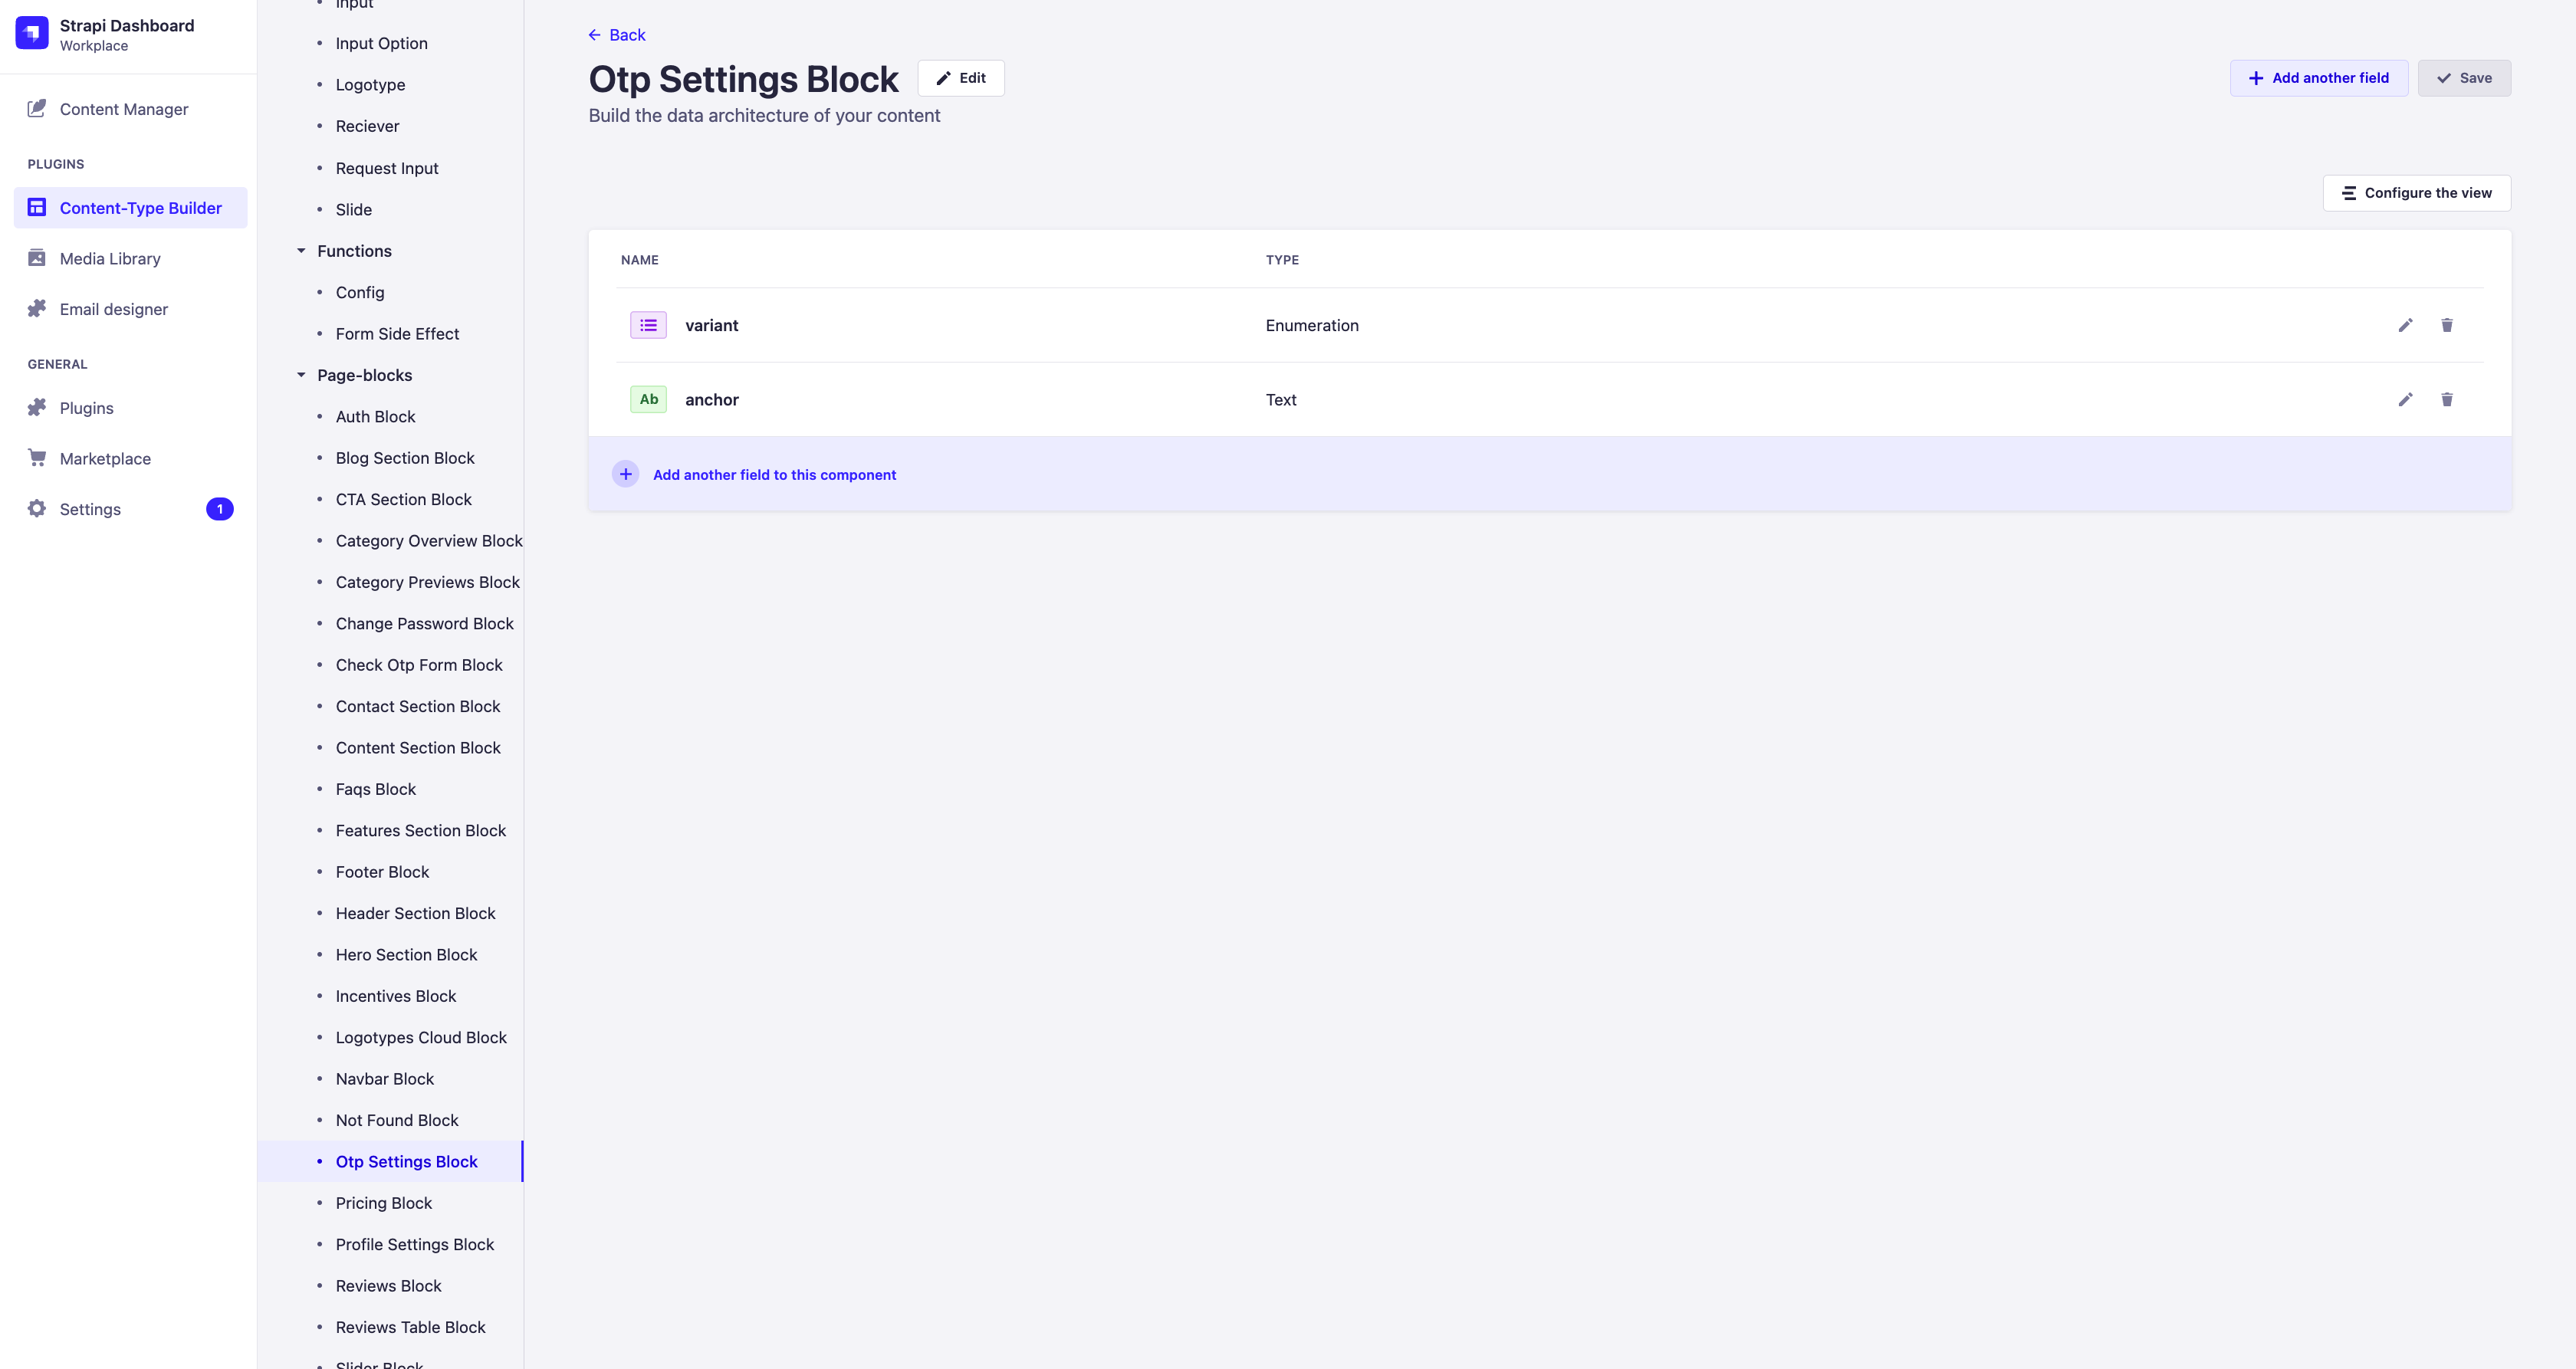 Strapi Dashboard
Workplace
Content Manager
PLUGINS
Content-Type Builder
Media Library
Email designer
GENERAL
Plugins
Marketplace
Settings
1
Input
Input Option
Logotype
Reciever
Request Input
Slide
Functions
Config
Form Side Effect
Page-blocks
Auth Block
Blog Section Block
CTA Section Block
Category Overview Block
Category Previews Block
Change Password Block
Check Otp Form Block
Contact Section Block
Content Section Block
Faqs Block
Features Section Block
Footer Block
Header Section Block
Hero Section Block
Incentives Block
Logotypes Cloud Block
Navbar Block
Not Found Block
Otp Settings Block
Pricing Block
Profile Settings Block
Reviews Block
Reviews Table Block
Slider Block
Back
Otp Settings Block
Edit
Add another field
Save
Build the data architecture of your content
Configure the view
NAME TYPE
variant Enumeration
Ab anchor Text
Add another field to this component